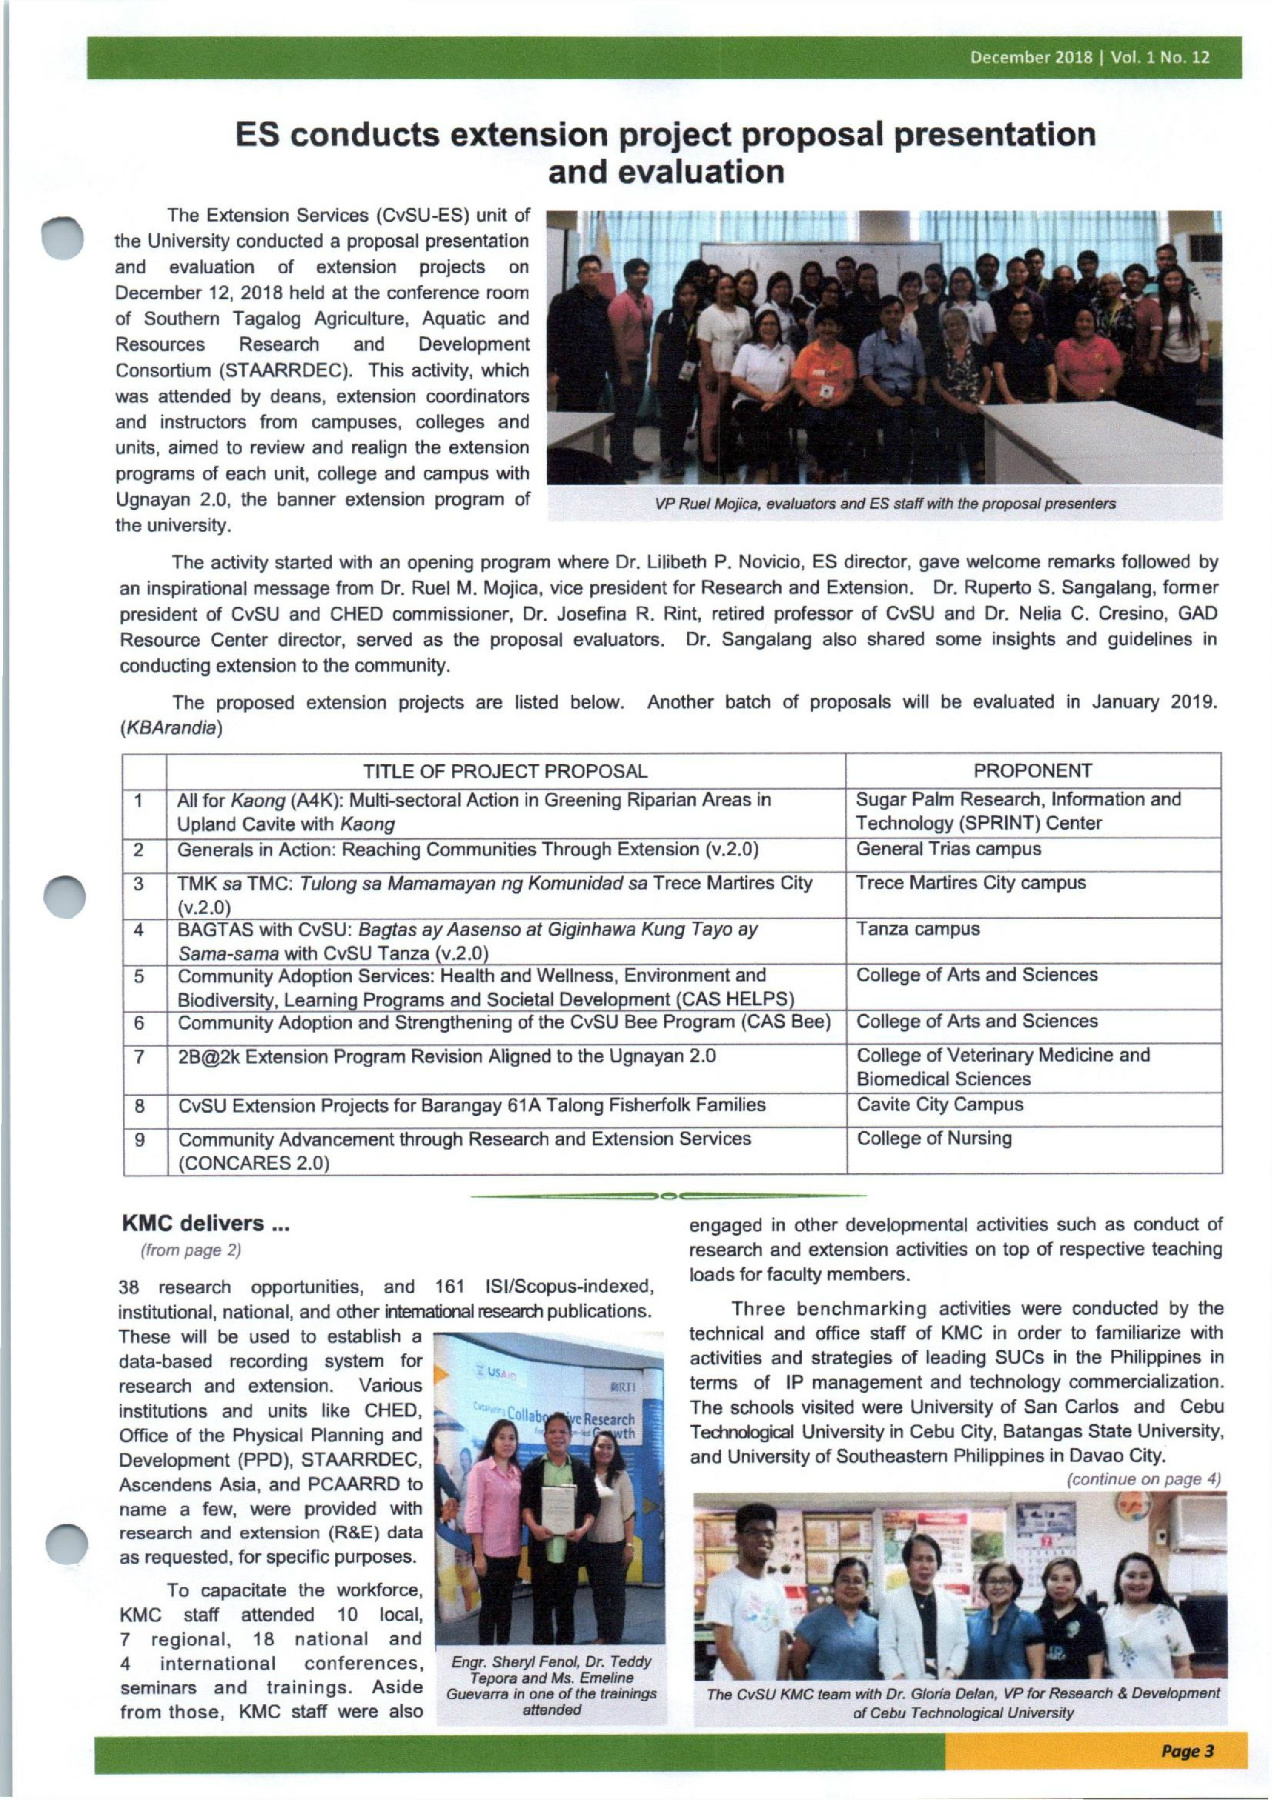 December 2018 | Vol. 1 No. 12
ES conducts extension project proposal presentation
and evaluation
The Extension Services (CvSU-ES) unit of
the University conducted a proposal presentation
and evaluation of extension projects on
December 12, 2018 held at the conference room
of Southern Tagalog Agriculture, Aquatic and
Resources Research and Development
Consortium (STAARRDEC). This activity, which
was attended by deans, extension coordinators
and instructors from campuses, colleges and
units, aimed to review and realign the extension
programs of each unit, college and campus with
Ugnayan 2.0, the banner extension program of
the university.
VP Ruel Mojica, evaluators and ES staff with the proposal presenters
The activity started with an opening program where Dr. Lilibeth P. Novicio, ES director, gave welcome remarks followed by
an inspirational message from Dr. Ruel M. Mojica, vice president for Research and Extension. Dr. Ruperto S. Sangalang, former
president of CvSU and CHED commissioner, Dr. Josefina R. Rint, retired professor of CvSU and Dr. Nelia C. Cresino, GAD
Resource Center director, served as the proposal evaluators. Dr. Sangalang also shared some insights and guidelines in
conducting extension to the community.
The proposed extension projects are listed below. Another batch of proposals will be evaluated in January 2019.
(KBArandia)
TITLE OF PROJECT PROPOSAL PROPONENT
1 All for Kaong (A4K): Multi-sectoral Action in Greening Riparian Areas in Sugar Palm Research, Information and
Upland Cavite with Kaong Technology (SPRINT) Center
2 Generals in Action: Reaching Communities Through Extension (v.2.0) General Trias campus
3 TMK sa TMC: Tulong sa Mamamayan ng Komunidad sa Trece Martires City Trece Martires City campus
(v.2.0)
4 BAGTAS with CvSU: Bagtas ay Aasenso at Giginhawa Kung Tayo ay Tanza campus
Sama-sama with CvSU Tanza (v.2.0)
5 Community Adoption Services: Health and Wellness, Environment and College of Arts and Sciences
Biodiversity, Learning Programs and Societal Development (CAS HELPS)
6 Community Adoption and Strengthening of the CvSU Bee Program (CAS Bee) College of Arts and Sciences
7 2B@2k Extension Program Revision Aligned to the Ugnayan 2.0 College of Veterinary Medicine and
Biomedical Sciences
8 CvSU Extension Projects for Barangay 61A Talong Fisherfolk Families Cavite City Campus
9 Community Advancement through Research and Extension Services College of Nursing
(CONCARES 2.0)
KMC delivers ...
(from page 2)
38 research opportunities, and 161 ISI/Scopus-indexed,
institutional, national, and other international research publications.
These will be used to establish a
data-based recording system for
research and extension. Various
institutions and units like CHED,
Office of the Physical Planning and
Development (PPD), STAARRDEC,
Ascendens Asia, and PCAARRD to
name a few, were provided with
research and extension (R&E) data
as requested, for specific purposes.
To capacitate the workforce,
KMC staff attended 10 local,
7 regional, 18 national and
4 international conferences,
seminars and trainings. Aside
from those, KMC staff were also
USAID
RTI
Engr. Sheryl Fenol, Dr. Teddy
Tepora and Ms. Emeline
Guevarra in one of the trainings
attended
engaged in other developmental activities such as conduct of
research and extension activities on top of respective teaching
loads for faculty members.
Three benchmarking activities were conducted by the
technical and office staff of KMC in order to familiarize with
activities and strategies of leading SUCs in the Philippines in
terms of IP management and technology commercialization.
The schools visited were University of San Carlos and Cebu
Technological University in Cebu City, Batangas State University,
and University of Southeastern Philippines in Davao City.
(continue on page 4)
The CvSU KMC team with Dr. Gloria Delan, VP for Research & Development
of Cebu Technological University
Page 3